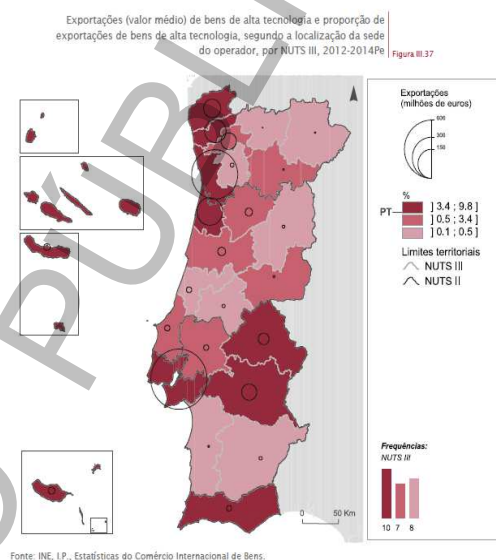 Exportações (valor médio) de bens de alta tecnologia e proporção de
exportações de bens de alta tecnologia, segundo a localização da sede
do operador, por NUTS III, 2012-2014Pe
Figura III.37
Exportações
(milhões de euros)
600
300
150
%
PT
] 3.4 ; 9.8 ]
] 0.5 ; 3.4 ]
] 0.1 ; 0.5 ]
Limites territoriais
NUTS III
NUTS II
Frequências:
NUTS III
10 7 8
0 50 Km
Fonte: INE, I.P., Estatísticas do Comércio Internacional de Bens.